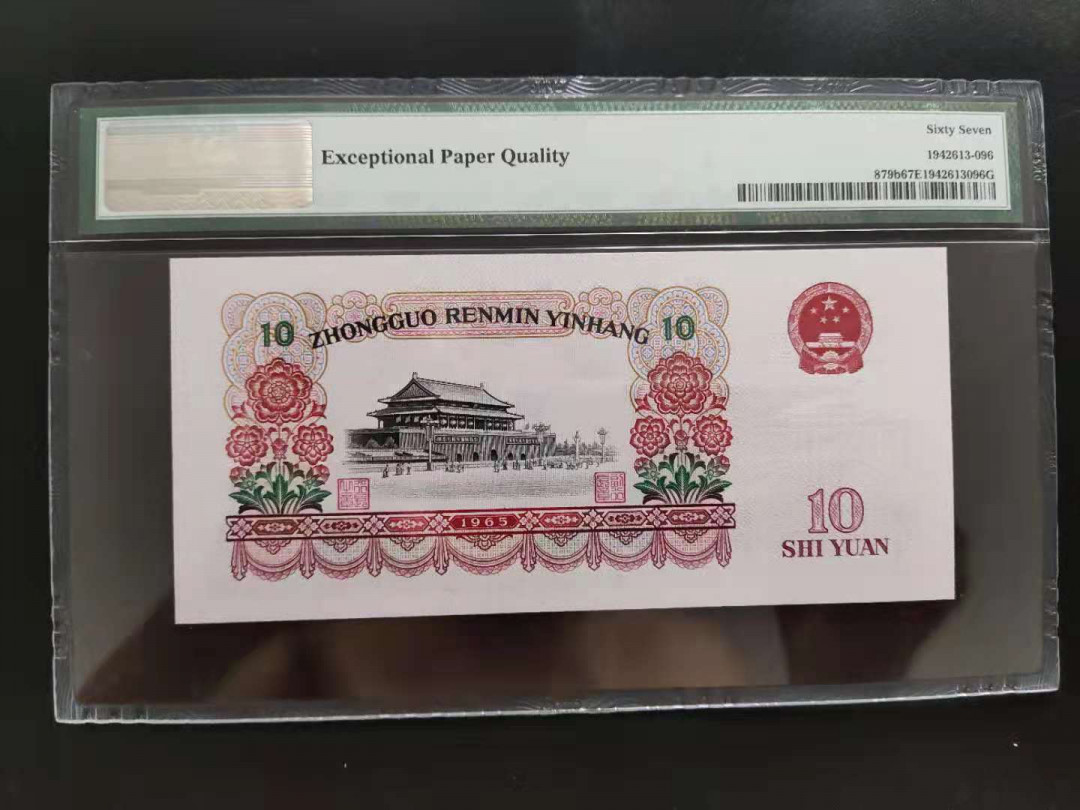 Exceptional Paper Quality
Sixty Seven
1942613-096
879b67E1942613096G
10 ZHONGGUO RENMIN YINHANG 10
1965
10
SHI YUAN